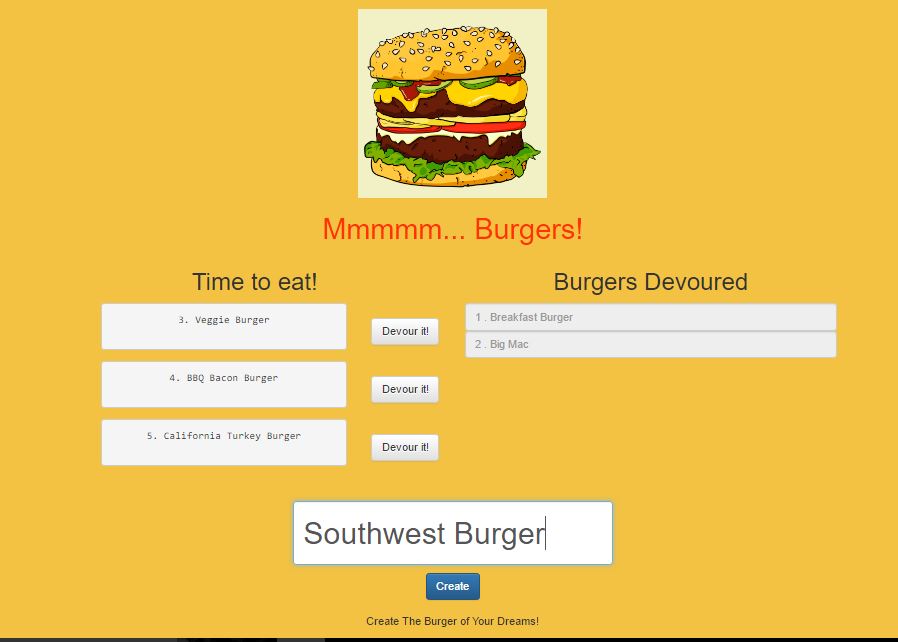 Mmmmm... Burgers!
Time to eat!
3. Veggie Burger
Devour it!
4. BBQ Bacon Burger
Devour it!
5. California Turkey Burger
Devour it!
Burgers Devoured
1 . Breakfast Burger
2 . Big Mac
Southwest Burger
Create
Create The Burger of Your Dreams!